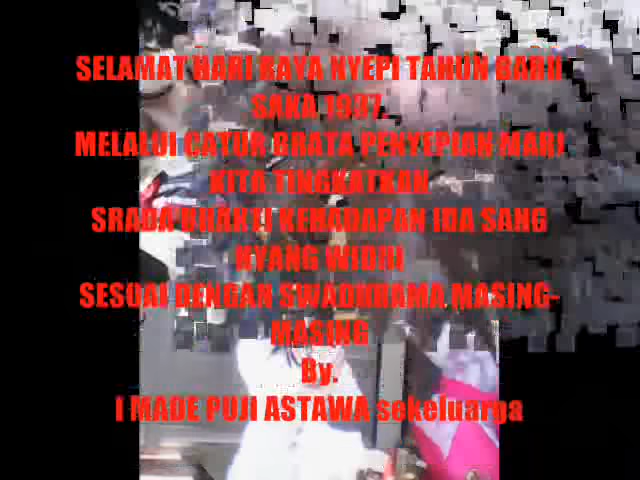 SELAMAT HARI RAYA NYEPI TAHUN BARU
SAKA 1937.
MELALUI CATUR BRATA PENYEPIAN MARI
KITA TINGKATKAN
SRADA BHAKTI KEHADAPAN IDA SANG
HYANG WIDHI
SESUAI DENGAN SWADHRAMA MASING-
MASING
By.
I MADE PUJI ASTAWA sekeluarga